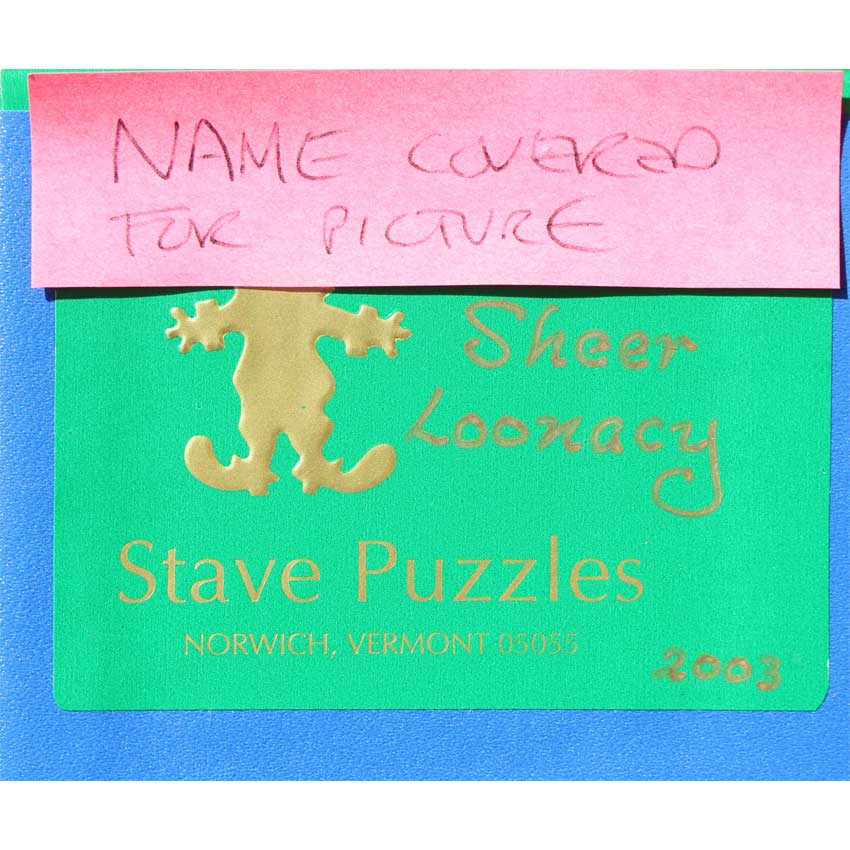 NAME COVERED
FOR PICTURE
Sheer
Loonacy
Stave Puzzles
NORWICH, VERMONT 05055
2003